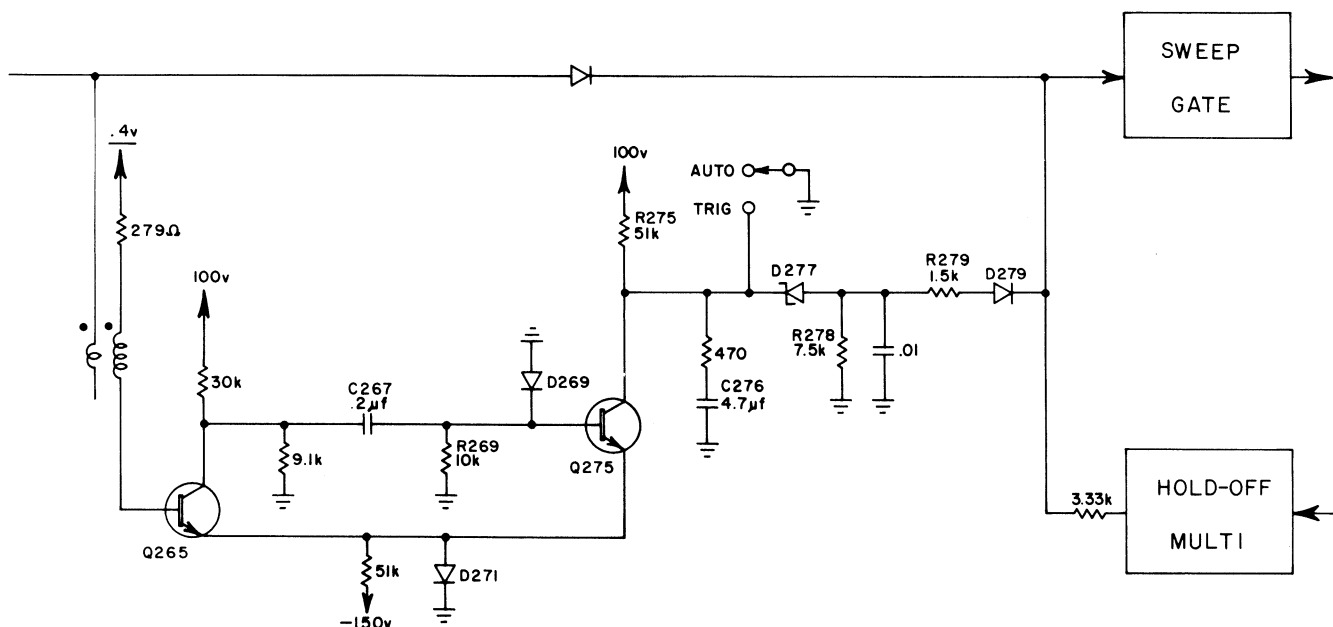 SWEEP
GATE
.4v
279Ω
100v
30k
9.1k
C267
.2µf
R269
10k
D269
Q275
Q265
51k
-150v
D271
100v
R275
51k
AUTO
TRIG
470
C276
4.7µf
D277
R278
7.5k
.01
R279
1.5k
D279
3.33k
HOLD-OFF
MULTI